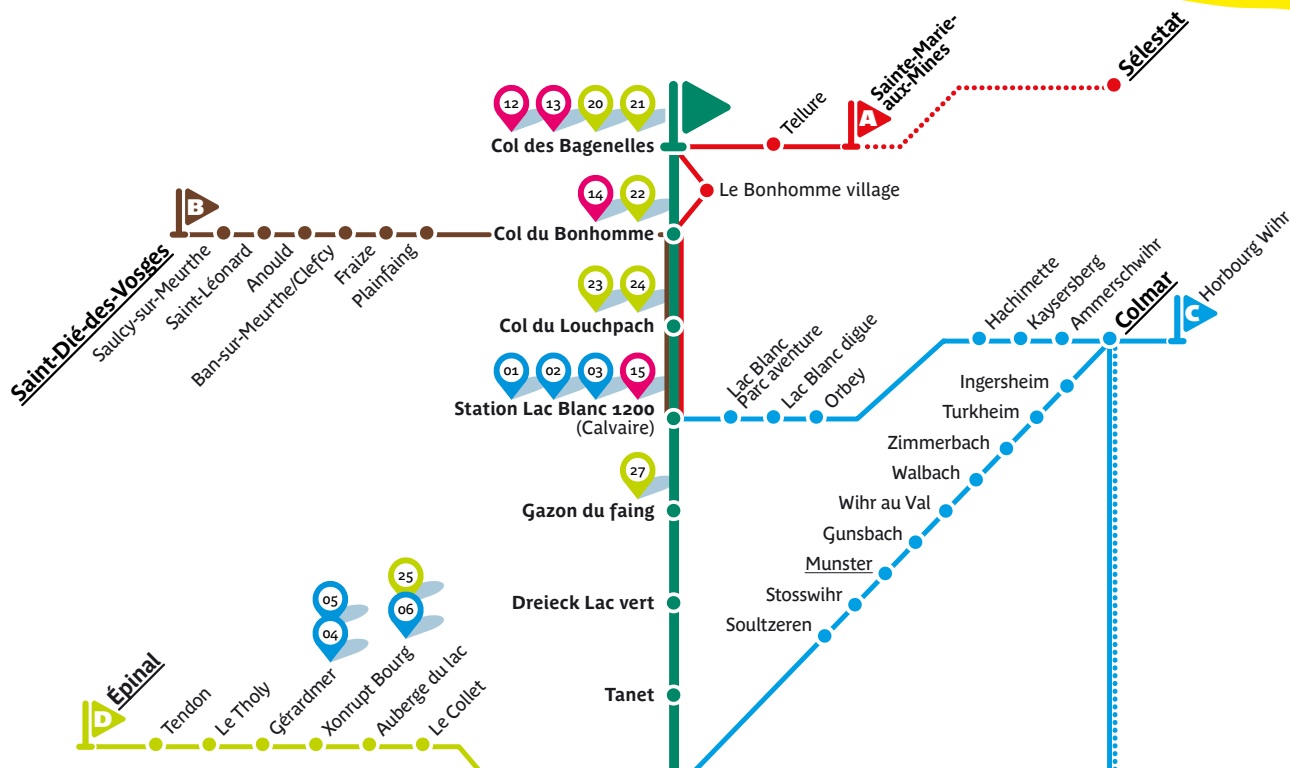 Sélestat
Sainte-Marie-
aux-Mines
A
Tellure
12 13 20 21
Col des Bagenelles
Le Bonhomme village
14 22
Col du Bonhomme
B
Saint-Dié-des-Vosges
Saulcy-sur-Meurthe
Saint-Léonard
Anould
Ban-sur-Meurthe/Clefcy
Fraize
Plainfaing
23 24
Col du Louchpach
01 02 03 15
Station Lac Blanc 1200
(Calvaire)
Lac Blanc
Parc aventure
Lac Blanc digue
Orbey
Hachimette
Kaysersberg
Ammerschwihr
Colmar
C
Horbourg Wihr
Ingersheim
Turkheim
Zimmerbach
Walbach
Wihr au Val
Gunsbach
Munster
Stosswihr
Soultzeren
27
Gazon du faing
Dreieck Lac vert
Tanet
05
04
25
06
D
Épinal
Tendon
Le Tholy
Gérardmer
Xonrupt Bourg
Auberge du lac
Le Collet